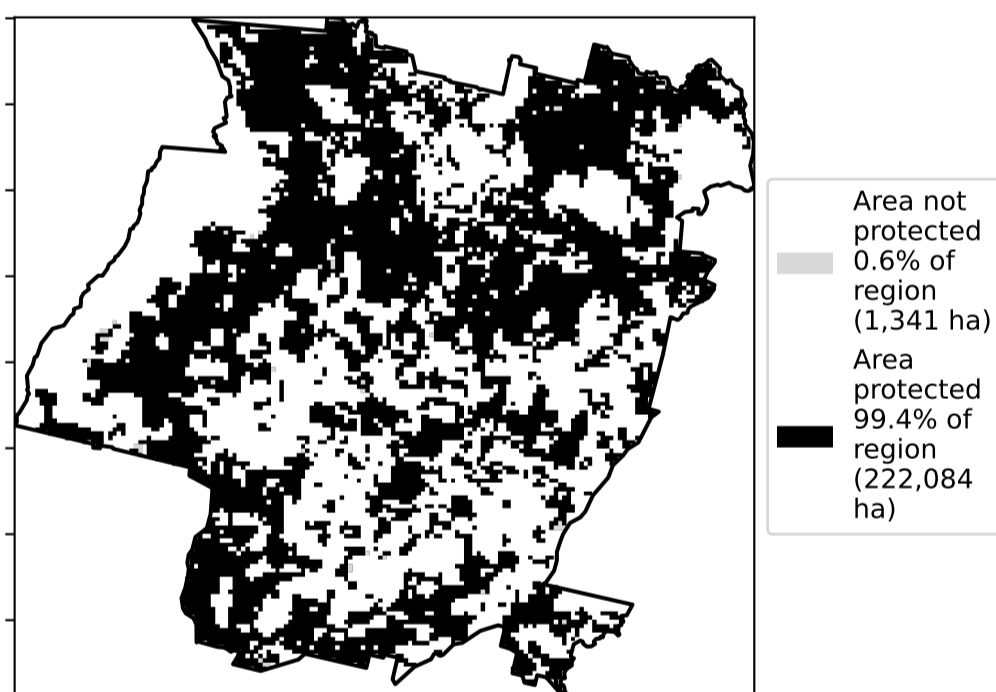 Area not
protected
0.6% of
region
(1,341 ha)
Area
protected
99.4% of
region
(222,084
ha)